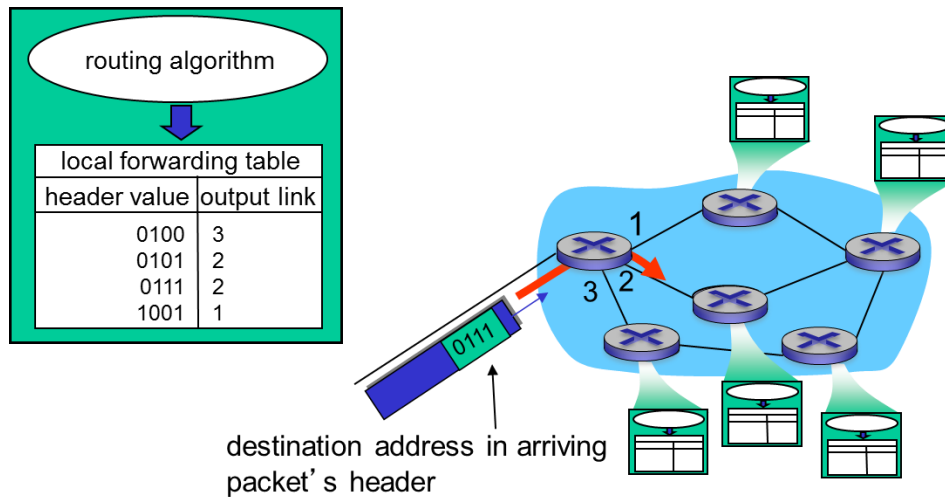 routing algorithm
local forwarding table
header value output link
0100 3
0101 2
0111 2
1001 1
1
2
3
0111
destination address in arriving
packet’s header